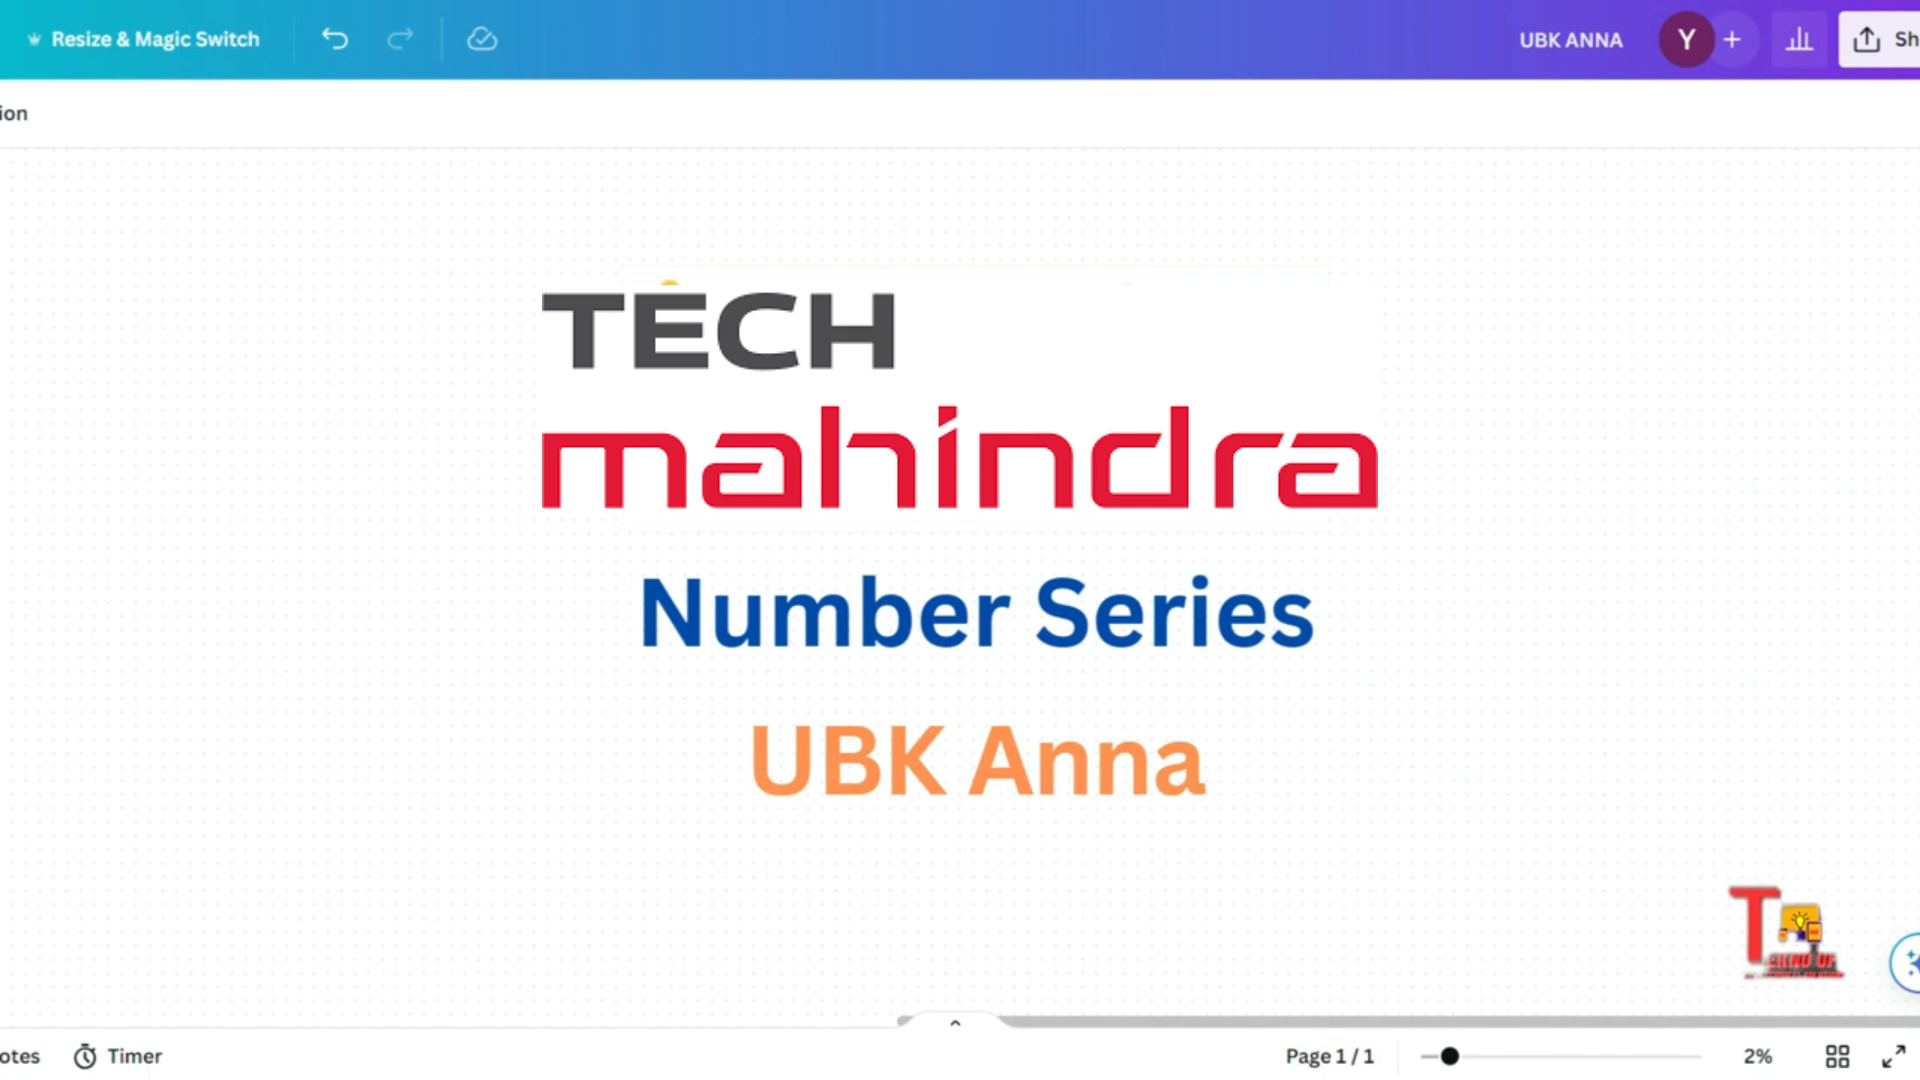 Resize & Magic Switch
UBK ANNA
Y
+
Sh
ion
TECH
mahindra
Number Series
UBK Anna
T
otes
Timer
Page 1 / 1
2%